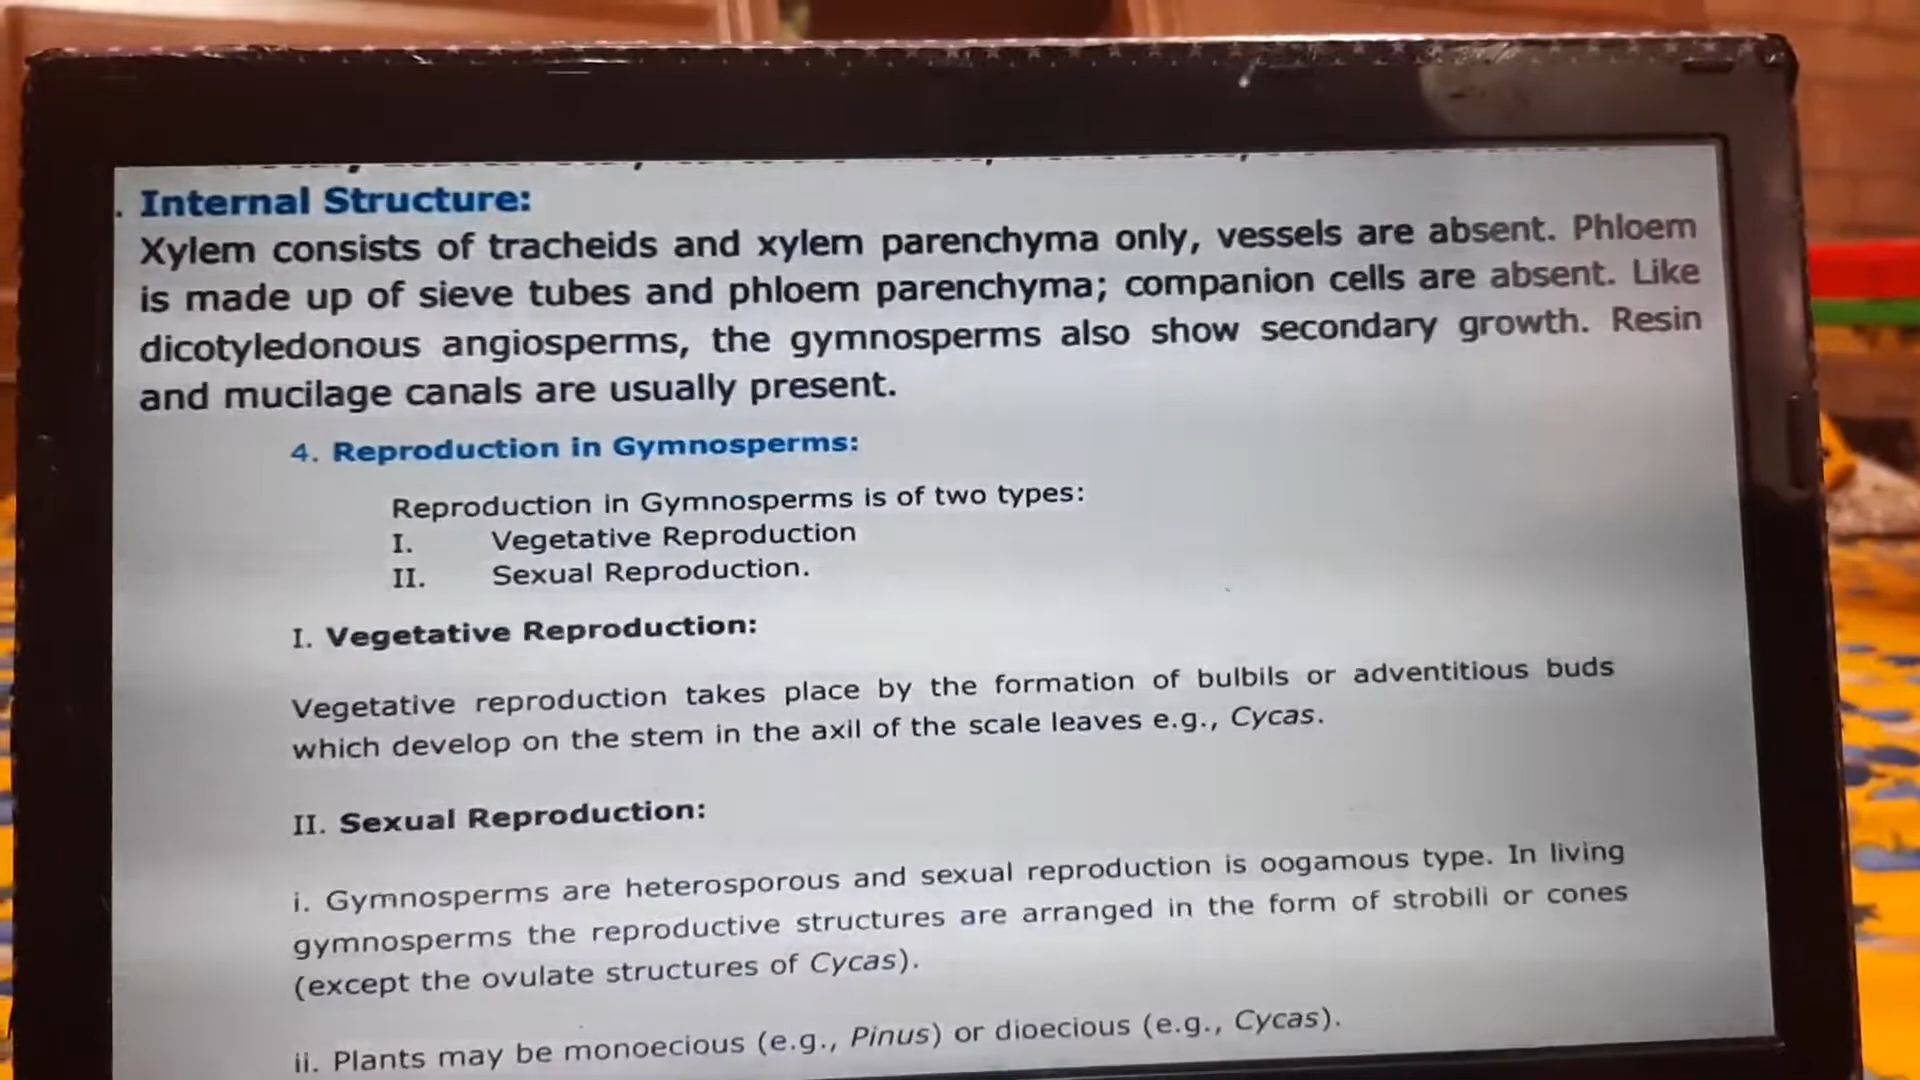 . Internal Structure:
Xylem consists of tracheids and xylem parenchyma only, vessels are absent. Phloem
is made up of sieve tubes and phloem parenchyma; companion cells are absent. Like
dicotyledonous angiosperms, the gymnosperms also show secondary growth. Resin
and mucilage canals are usually present.
4. Reproduction in Gymnosperms:
Reproduction in Gymnosperms is of two types:
I. Vegetative Reproduction
II. Sexual Reproduction.
I. Vegetative Reproduction:
Vegetative reproduction takes place by the formation of bulbils or adventitious buds
which develop on the stem in the axil of the scale leaves e.g., Cycas.
II. Sexual Reproduction:
i. Gymnosperms are heterosporous and sexual reproduction is oogamous type. In living
gymnosperms the reproductive structures are arranged in the form of strobili or cones
(except the ovulate structures of Cycas).
ii. Plants may be monoecious (e.g., Pinus) or dioecious (e.g., Cycas).